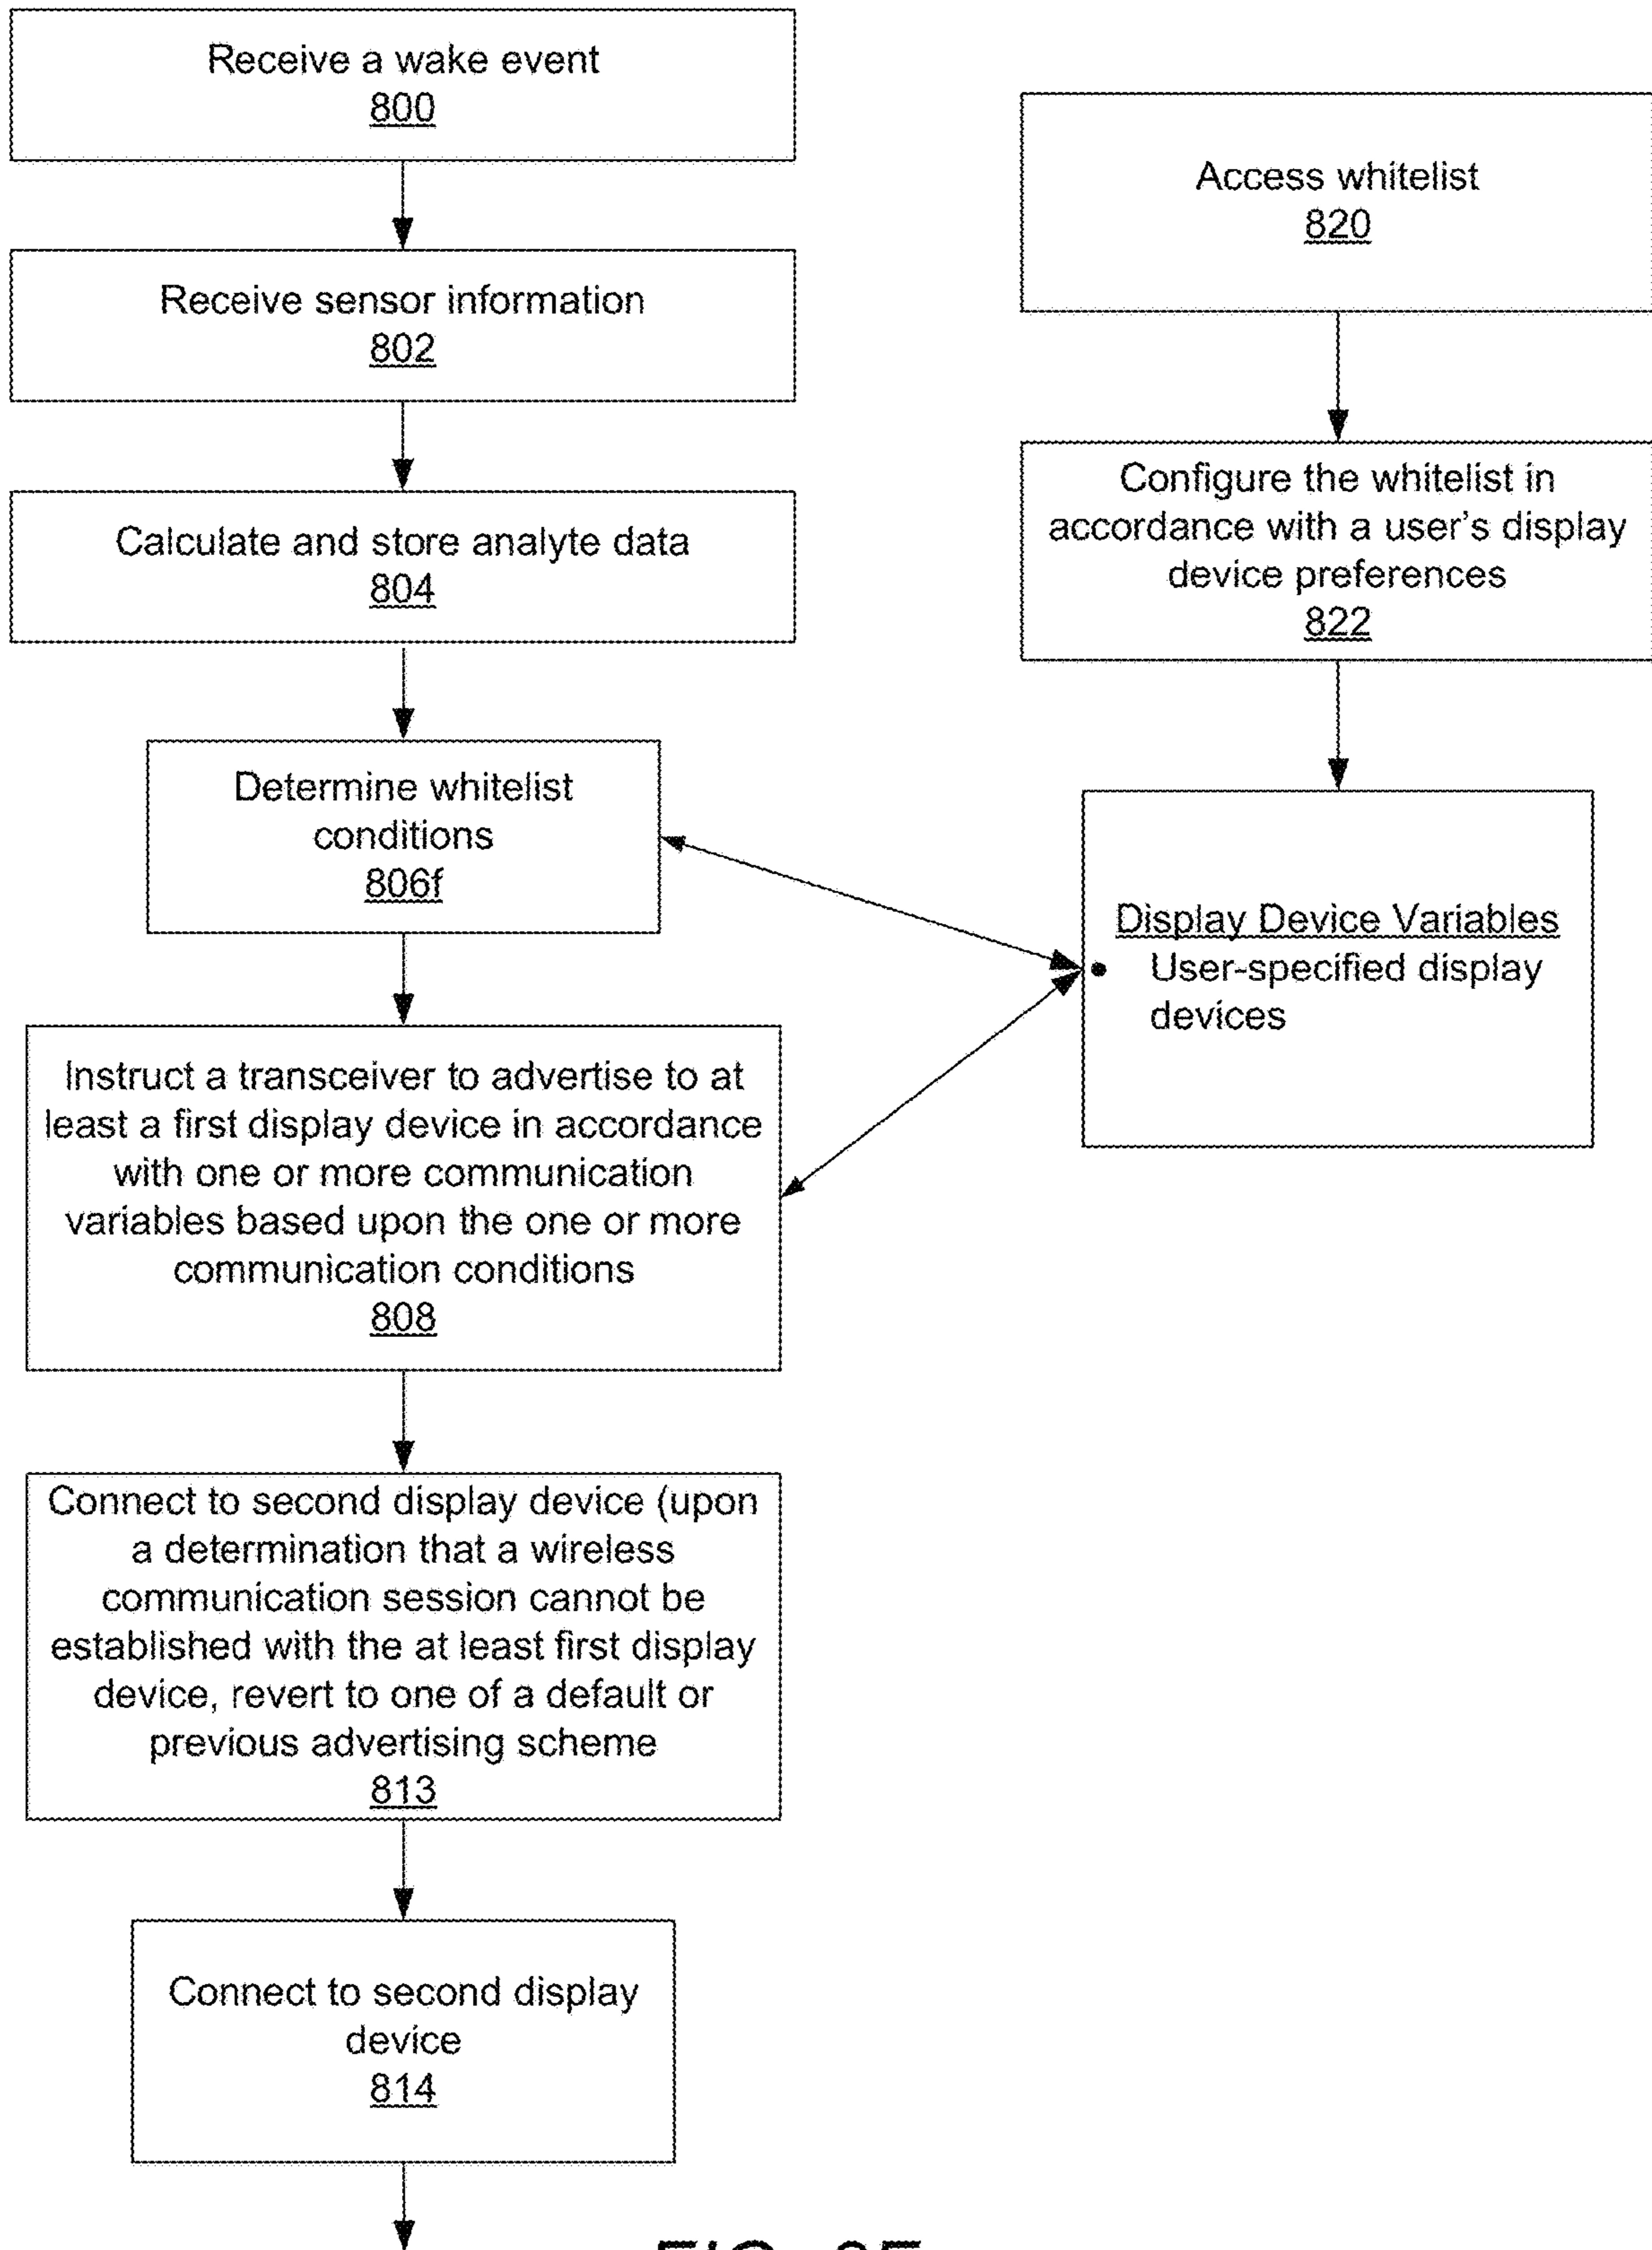 Receive a wake event
800
Receive sensor information
802
Calculate and store analyte data
804
Determine whitelist
conditions
806f
Instruct a transceiver to advertise to at
least a first display device in accordance
with one or more communication
variables based upon the one or more
communication conditions
808
Connect to second display device (upon
a determination that a wireless
communication session cannot be
established with the at least first display
device, revert to one of a default or
previous advertising scheme
813
Connect to second display
device
814
Access whitelist
820
Configure the whitelist in
accordance with a user's display
device preferences
822
Display Device Variables
• User-specified display
devices